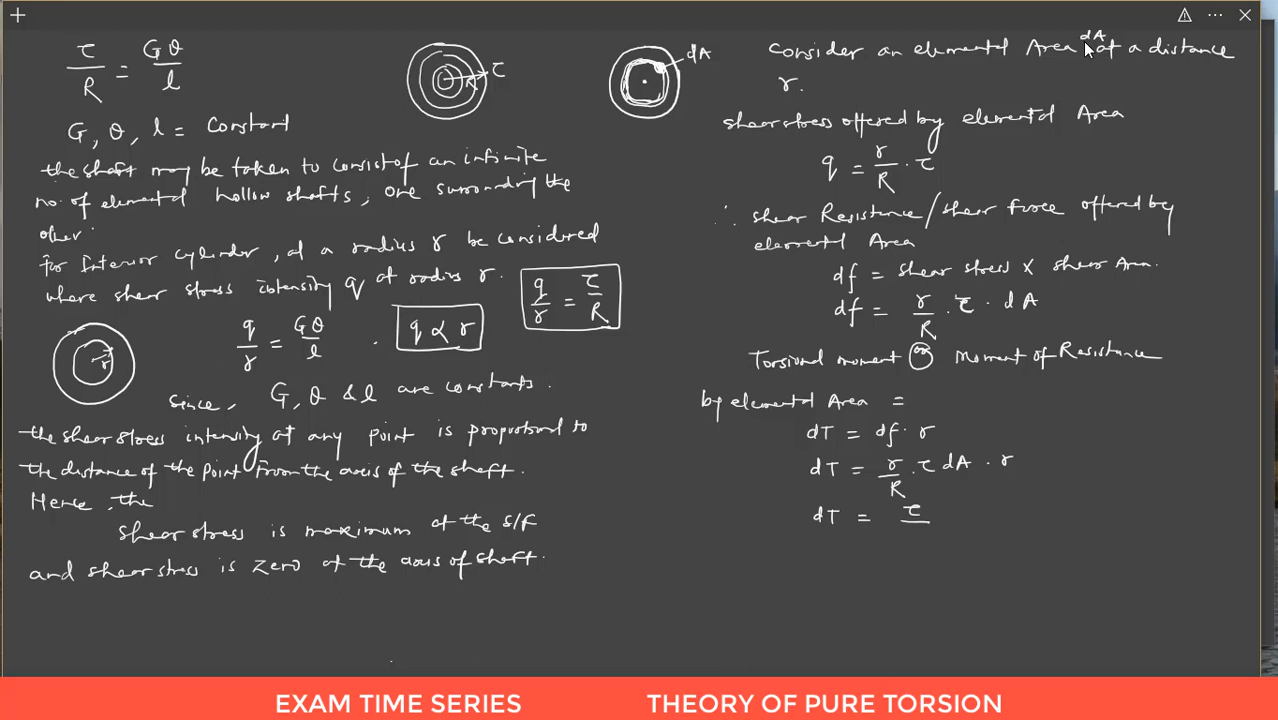 τ/R = Gθ/l
G, θ, l = Constant
the shaft may be taken to consist of an infinite
no. of elemental hollow shafts, one surrounding the
other.
For Interior cylinder, at a radius r be considered
where shear stress intensity q at radius r.
q/r = τ/R
q/r = Gθ/l . q ∝ r
r
Since, G, θ & l are constants.
the shear stress intensity at any point is proportional to
the distance of the point from the axis of the shaft.
Hence, the
shear stress is maximum at the s/f
and shear stress is zero at the axis of shaft.
R τ
dA
Consider an elemental Area dA at a distance
r.
shear stress offered by elemental Area
q = r/R . τ
∴ shear Resistance/shear force offered by
elemental Area
df = shear stress × shear Area.
df = r/R . τ . dA
Torsional moment or Moment of Resistance
by elemental Area =
dT = df . r
dT = r/R . τ dA . r
dT = τ
EXAM TIME SERIES THEORY OF PURE TORSION